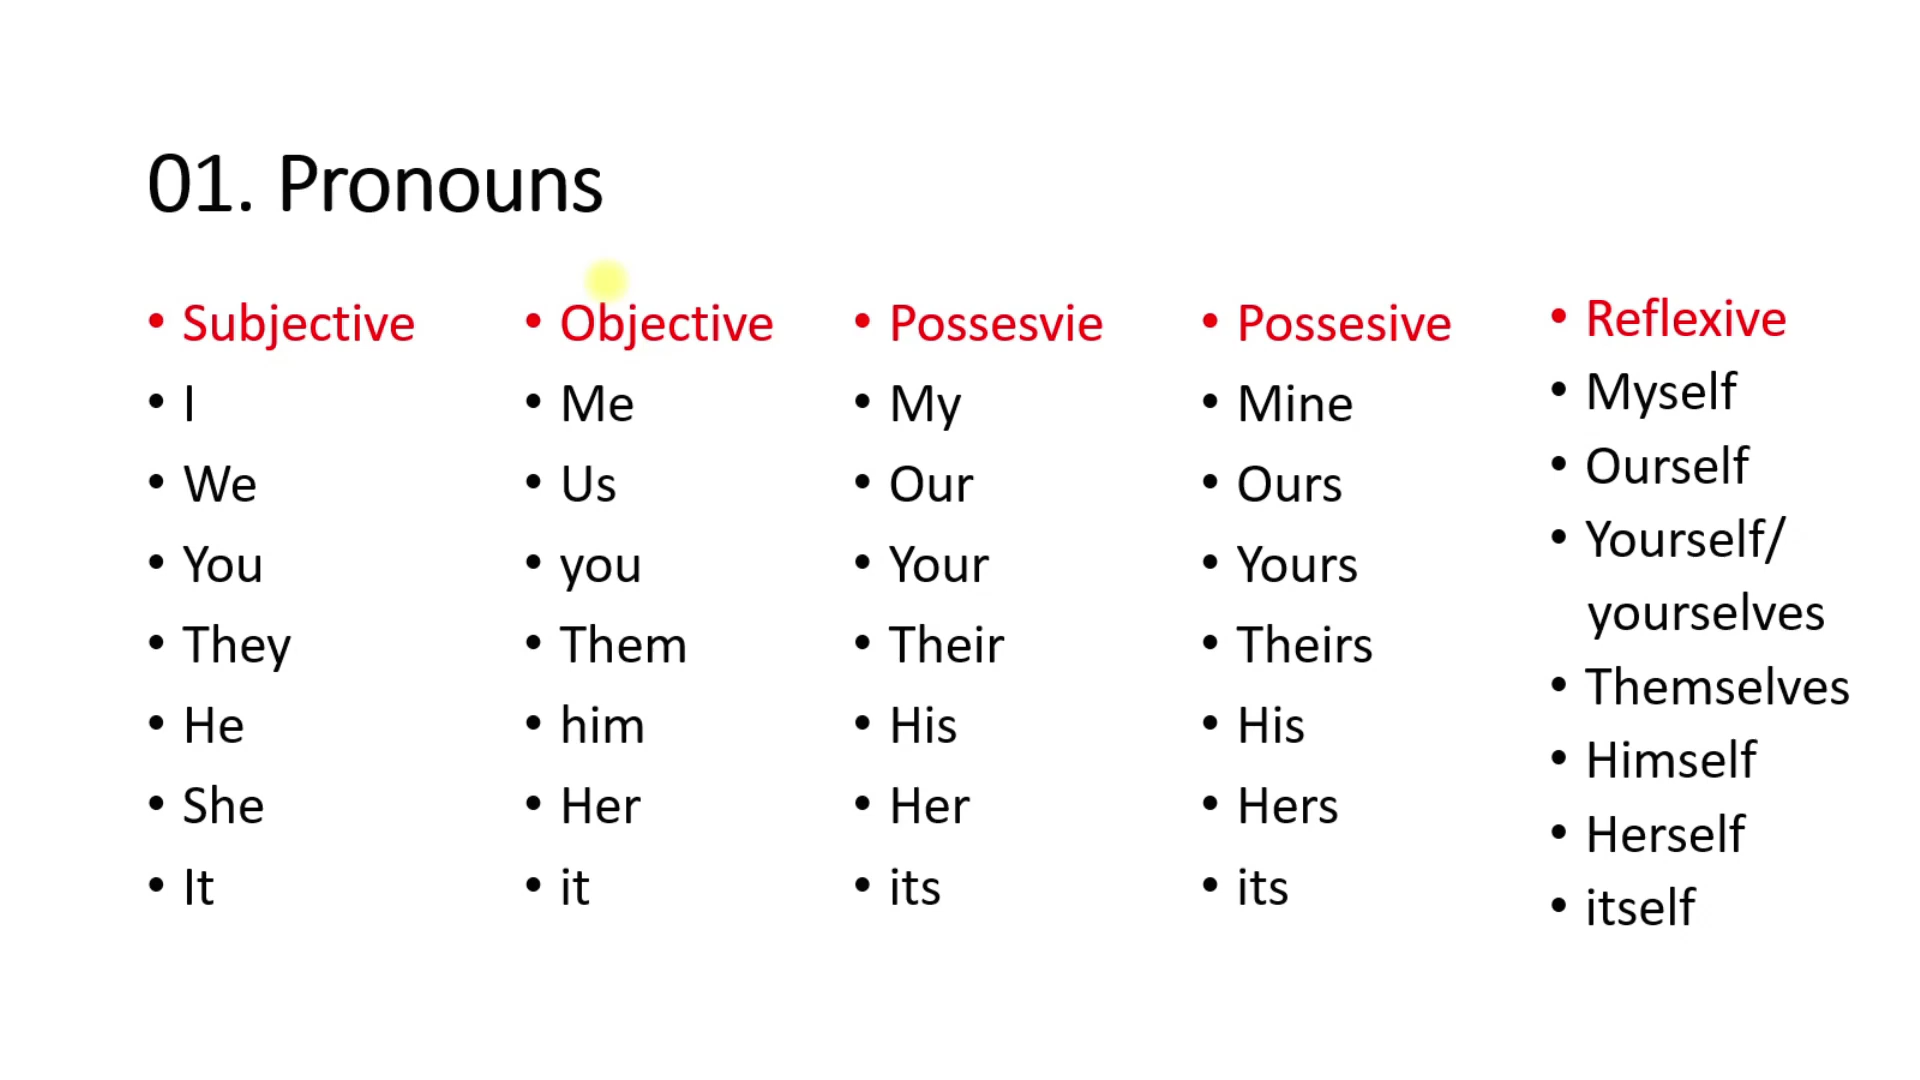 01. Pronouns
• Subjective
• I
• We
• You
• They
• He
• She
• It
• Objective
• Me
• Us
• you
• Them
• him
• Her
• it
• Possesvie
• My
• Our
• Your
• Their
• His
• Her
• its
• Possesive
• Mine
• Ours
• Yours
• Theirs
• His
• Hers
• its
• Reflexive
• Myself
• Ourself
• Yourself/
yourselves
• Themselves
• Himself
• Herself
• itself